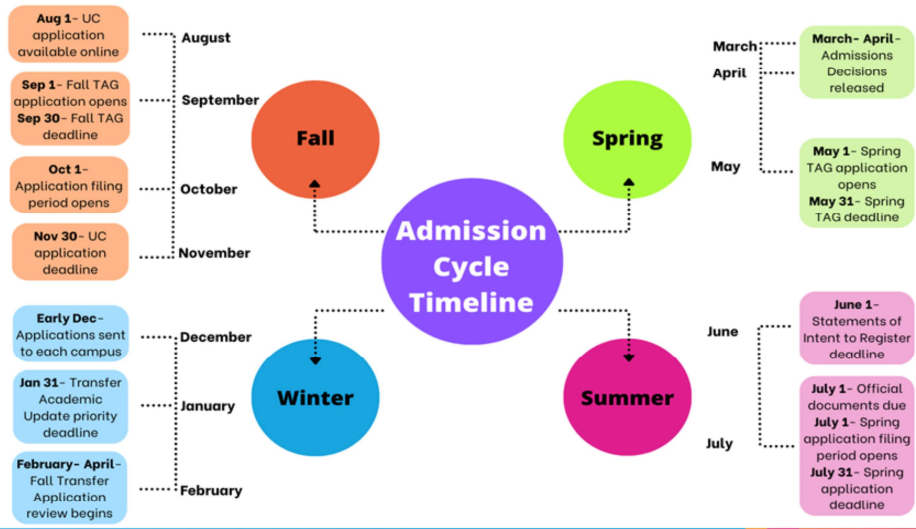 Aug 1- UC
application
available online
August
Sep 1- Fall TAG
application opens
Sep 30- Fall TAG
deadline
September
Oct 1-
Application filing
period opens
October
Nov 30- UC
application
deadline
November
Fall
Spring
March
April
March- April-
Admissions
Decisions
released
May
May 1- Spring
TAG application
opens
May 31- Spring
TAG deadline
Admission
Cycle
Timeline
Early Dec-
Applications sent
to each campus
December
Jan 31- Transfer
Academic
Update priority
deadline
January
February- April-
Fall Transfer
Application
review begins
February
Winter
Summer
June
June 1-
Statements of
Intent to Register
deadline
July
July 1- Official
documents due
July 1- Spring
application filing
period opens
July 31- Spring
application
deadline